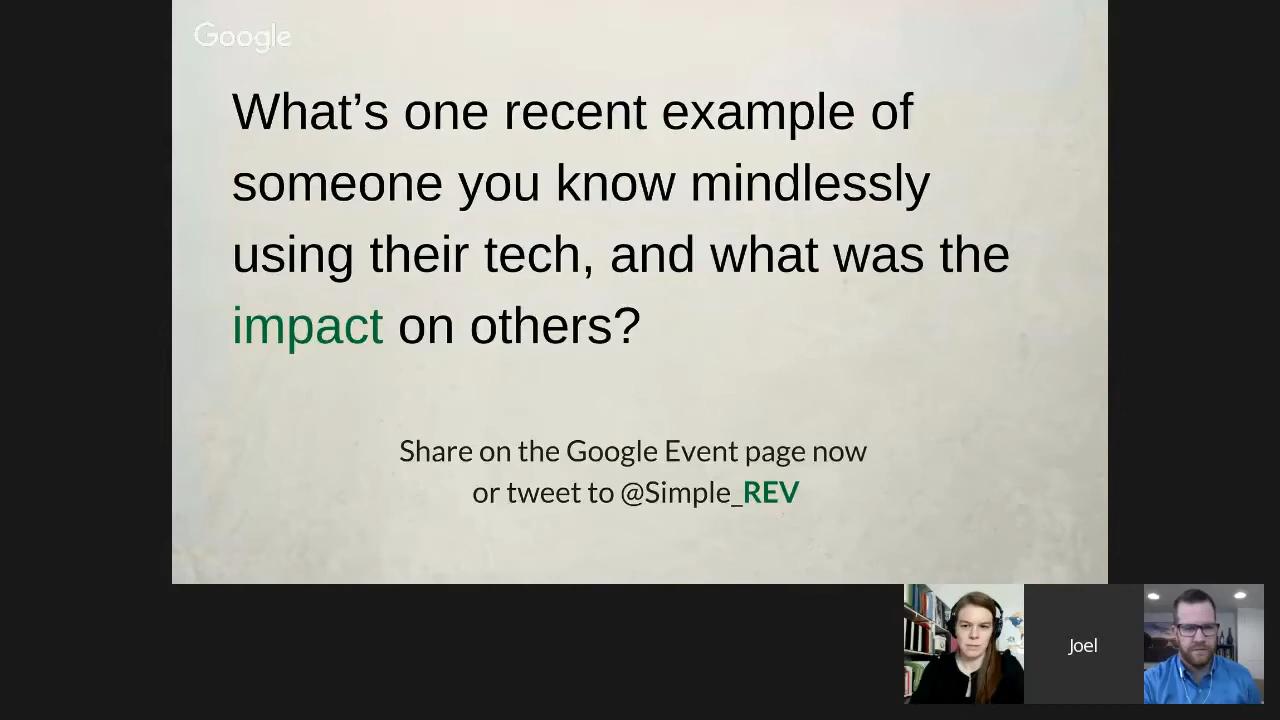 Google
What’s one recent example of
someone you know mindlessly
using their tech, and what was the
impact on others?
Share on the Google Event page now
or tweet to @Simple_REV
Joel